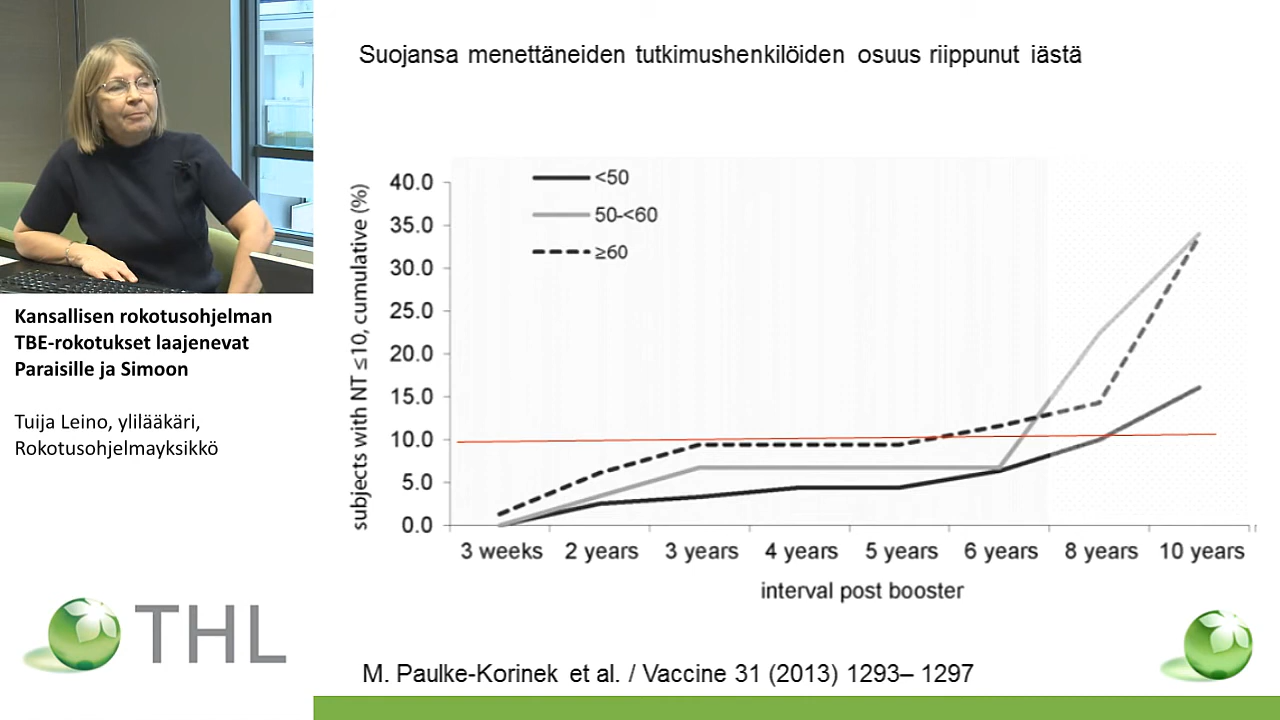 Suojansa menettäneiden tutkimushenkilöiden osuus riippunut iästä
subjects with NT ≤10, cumulative (%)
40.0
35.0
30.0
25.0
20.0
15.0
10.0
5.0
0.0
<50
50-<60
≥60
3 weeks 2 years 3 years 4 years 5 years 6 years 8 years 10 years
interval post booster
Kansallisen rokotusohjelman
TBE-rokotukset laajenevat
Paraisille ja Simoon
Tuija Leino, ylilääkäri,
Rokotusohjelmayksikkö
THL
M. Paulke-Korinek et al. / Vaccine 31 (2013) 1293– 1297